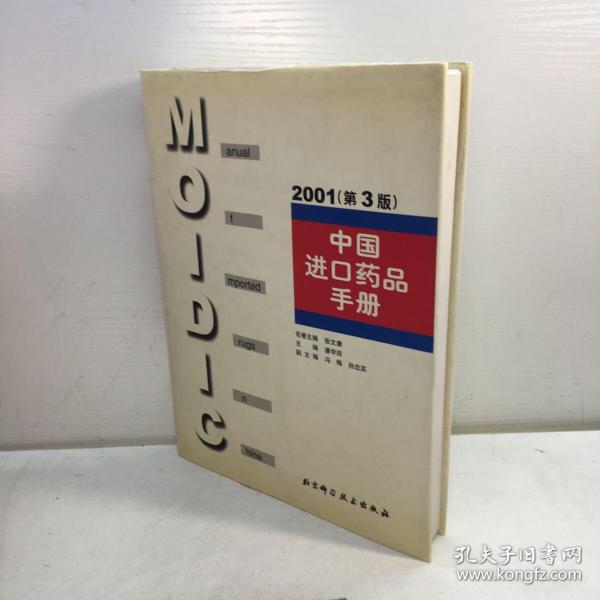 M anual
O f
I mported
D rugs
I n
C hina
2001(第3版)
中国
进口药品
手册
名誉主编 张文康
主 编 潘学田
副主编 冯 梅 孙忠实
北京科学技术出版社
孔夫子旧书网
www.kongfz.com